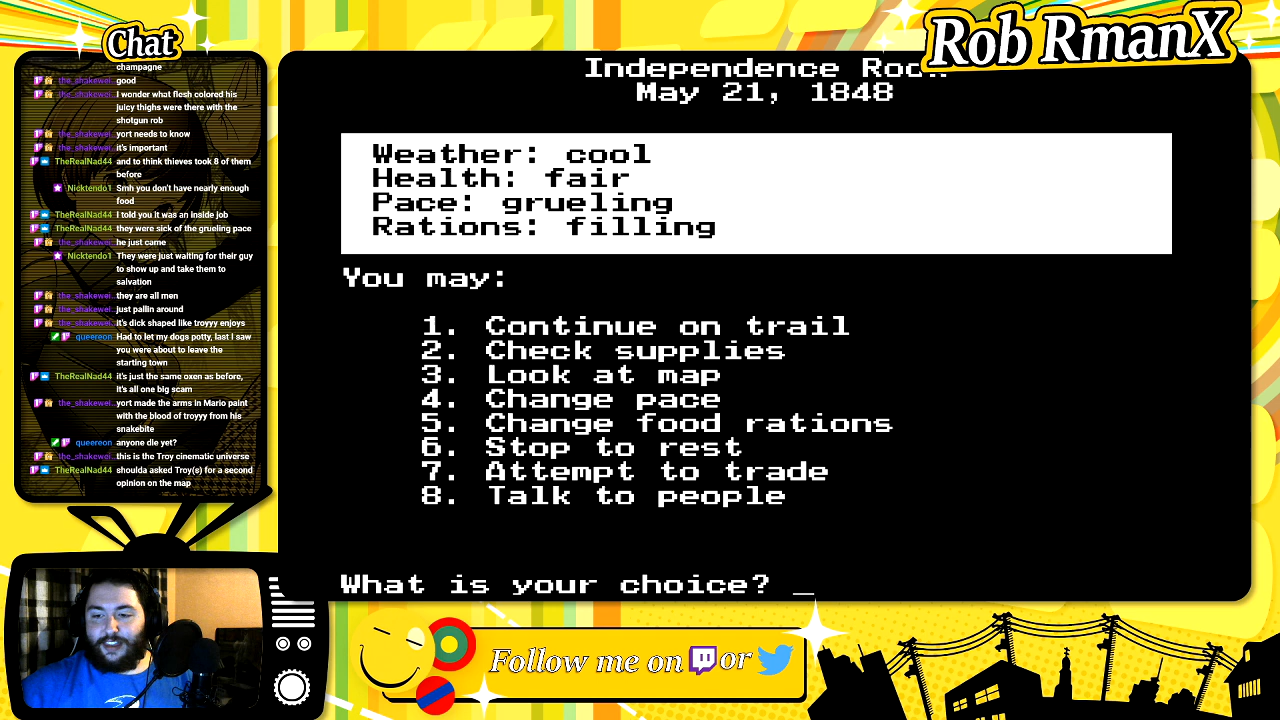 Chat
Rob RmanX
champagne
the_shakewei.. good
the_shakewei.. I wonder what flesh colored his
juicy thighs were there with the
shotgun rob
the_shakewei.. yort needs to know
the_shakewei.. it's important
TheRealNad44 and to think thieves took 8 of them
before
Nicktendo1 Smh you don't have nearly enough
food
TheRealNad44 I told you it was an inside job
TheRealNad44 they were sick of the grueling pace
the_shakewei.. he just came
Nicktendo1 They were just waiting for their guy
to show up and take them to
salvation
the_shakewei.. they are all men
the_shakewei.. just pallin around
the_shakewei.. it's dick shaped like troyyy enjoys
queereon Had to let my dogs potty, last I saw
you were about to leave the
starting town
TheRealNad44 it's just the same oxen as before,
it's all one big scam
the_shakewei.. yort made the arms in Mario paint
with the blood of troyyy from his
snakebite
queereon anyone die yet?
the_shakewei.. this is the Troy cinematic universe
TheRealNad44 shoulda asked Troy(s) for a second
opinion on the map
Independence Rock
May 21, 1848
Weather: cool
Health: fair
Pace: grueling
Rations: filling
You may:
1. Continue on trail
2. Check supplies
3. Look at map
4. Change pace
5. Change food rations
6. Stop to rest
7. Attempt to trade
8. Talk to people
What is your choice? _
Follow me on or